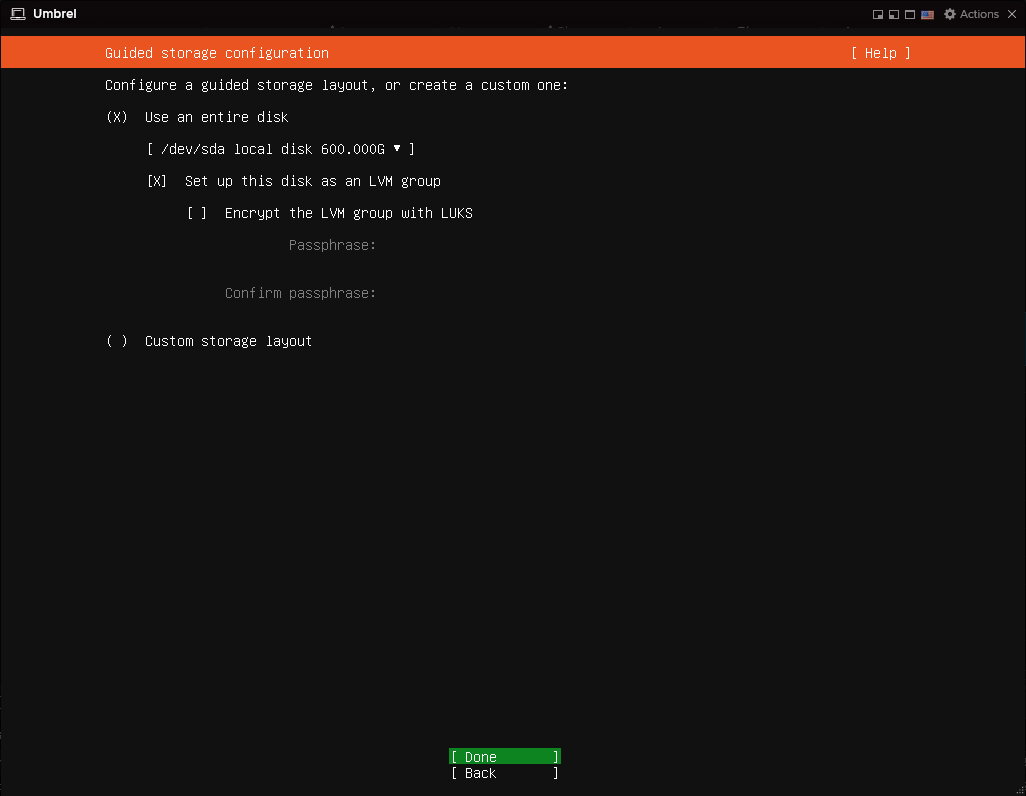 Umbrel
Actions
Guided storage configuration [ Help ]
Configure a guided storage layout, or create a custom one:
(X) Use an entire disk
[ /dev/sda local disk 600.000G ▾ ]
[X] Set up this disk as an LVM group
[ ] Encrypt the LVM group with LUKS
Passphrase:
Confirm passphrase:
( ) Custom storage layout
[ Done ]
[ Back ]